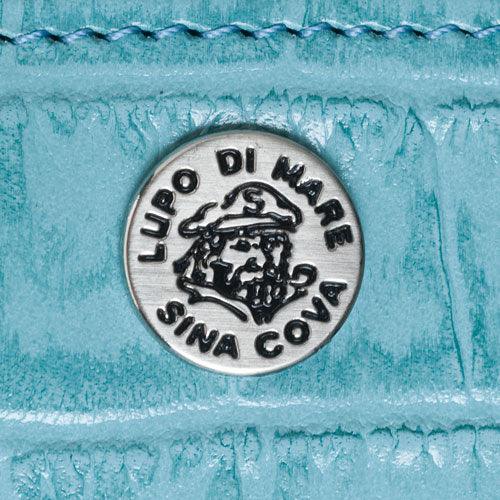 LUPO DI MARE
S
SINA COVA